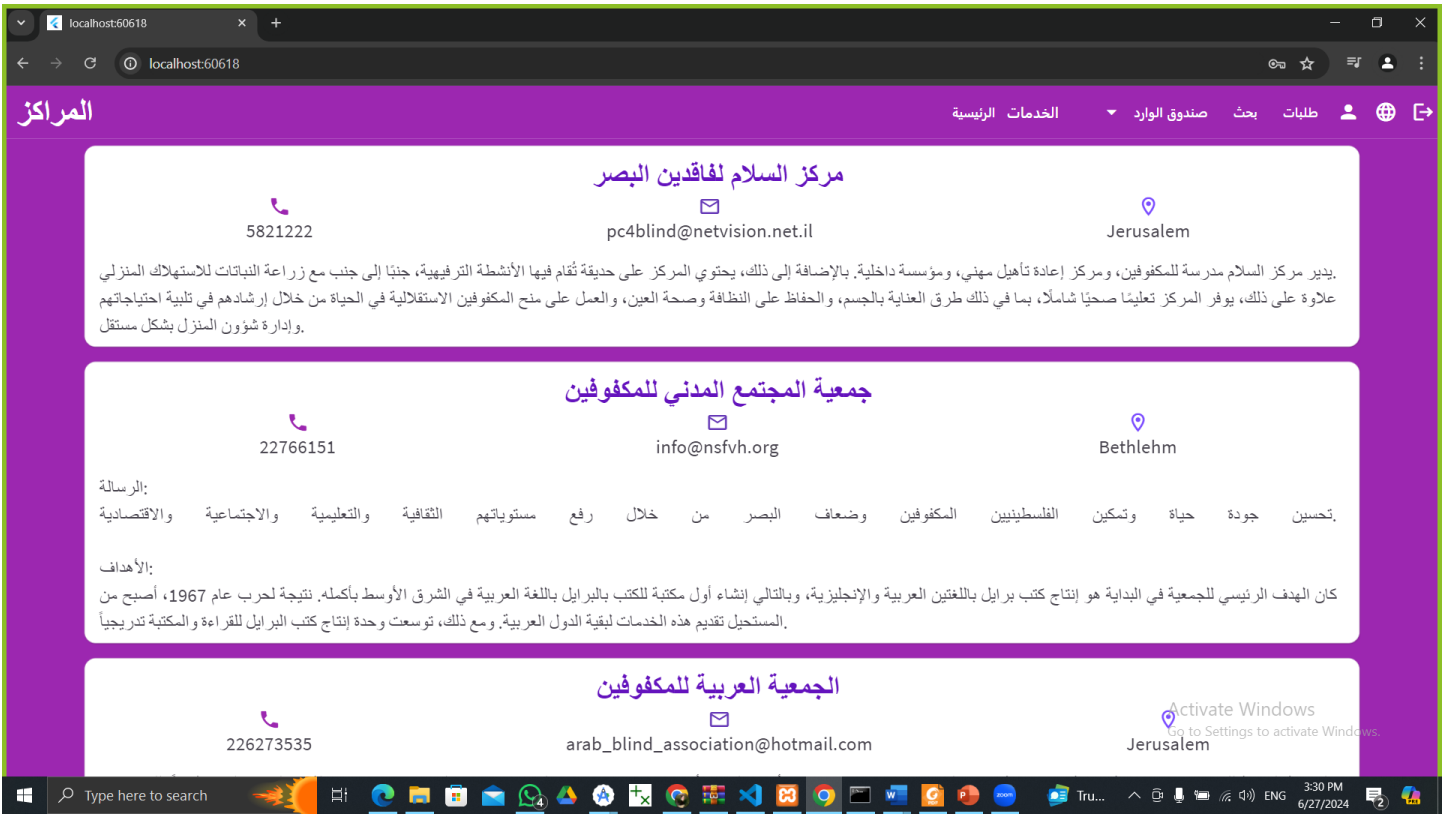 localhost:60618
localhost:60618
المراكز
الرئيسية
الخدمات
صندوق الوارد
بحث
طلبات
مركز السلام لفاقدين البصر
5821222
pc4blind@netvision.net.il
Jerusalem
يدير مركز السلام مدرسة للمكفوفين، ومركز إعادة تأهيل مهني، ومؤسسة داخلية. بالإضافة إلى ذلك، يحتوي المركز على حديقة تُقام فيها الأنشطة الترفيهية، جنبًا إلى جنب مع زراعة النباتات للاستهلاك المنزلي.
علاوة على ذلك، يوفر المركز تعليمًا صحيًا شاملًا، بما في ذلك طرق العناية بالجسم، والحفاظ على النظافة وصحة العين، والعمل على منح المكفوفين الاستقلالية في الحياة من خلال إرشادهم في تلبية احتياجاتهم
وإدارة شؤون المنزل بشكل مستقل.
جمعية المجتمع المدني للمكفوفين
22766151
info@nsfvh.org
Bethlehm
الرسالة:
تحسين جودة حياة وتمكين الفلسطينيين المكفوفين وضعاف البصر من خلال رفع مستوياتهم الثقافية والتعليمية والاجتماعية والاقتصادية.
الأهداف:
كان الهدف الرئيسي للجمعية في البداية هو إنتاج كتب برايل باللغتين العربية والإنجليزية، وبالتالي إنشاء أول مكتبة للكتب بالبرايل باللغة العربية في الشرق الأوسط بأكمله. نتيجة لحرب عام 1967، أصبح من
المستحيل تقديم هذه الخدمات لبقية الدول العربية. ومع ذلك، توسعت وحدة إنتاج كتب البرايل للقراءة والمكتبة تدريجياً.
الجمعية العربية للمكفوفين
226273535
arab_blind_association@hotmail.com
Jerusalem
Activate Windows
Go to Settings to activate Windows.
Type here to search
4
zoom
Tru...
ENG
3:30 PM
6/27/2024
2